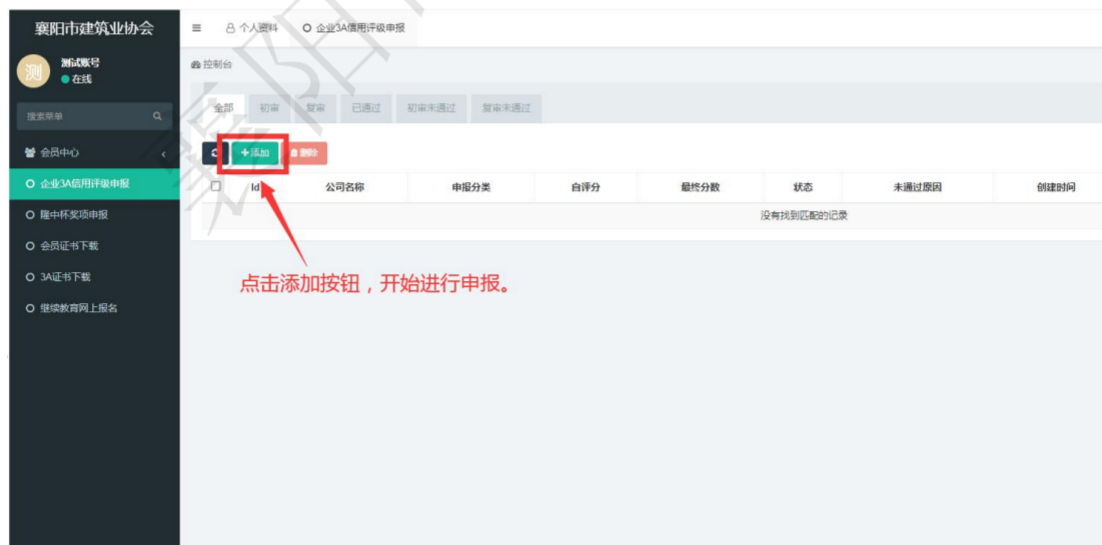 襄阳市建筑业协会
个人资料
企业3A信用评级申报
测
测试账号
在线
控制台
搜索菜单
全部 初审 复审 已通过 初审未通过 复审未通过
会员中心
+添加 删除
企业3A信用评级申报
Id 公司名称 申报分类 自评分 最终分数 状态 未通过原因 创建时间
隆中杯奖项申报
没有找到匹配的记录
会员证书下载
3A证书下载
点击添加按钮，开始进行申报。
继续教育网上报名
襄阳